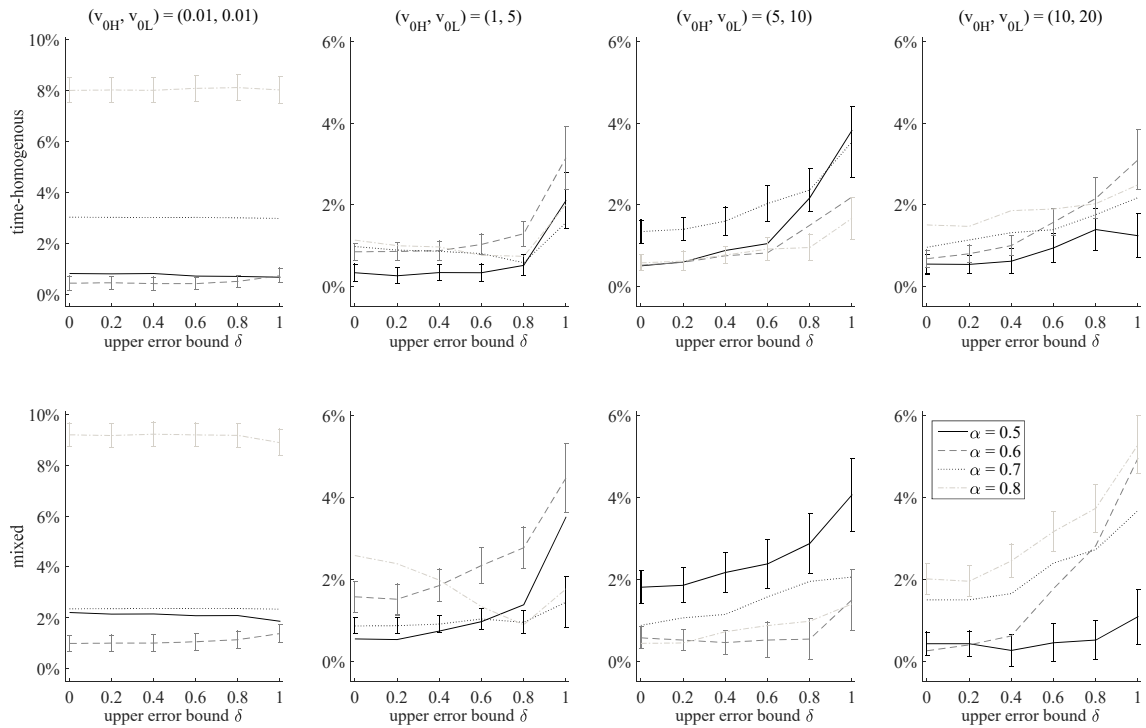 (v0H, v0L) = (0.01, 0.01)
(v0H, v0L) = (1, 5)
(v0H, v0L) = (5, 10)
(v0H, v0L) = (10, 20)
time-homogenous
10%
8%
6%
4%
2%
0%
0 0.2 0.4 0.6 0.8 1
upper error bound δ
6%
4%
2%
0%
0 0.2 0.4 0.6 0.8 1
upper error bound δ
6%
4%
2%
0%
0 0.2 0.4 0.6 0.8 1
upper error bound δ
6%
4%
2%
0%
0 0.2 0.4 0.6 0.8 1
upper error bound δ
mixed
10%
8%
6%
4%
2%
0%
0 0.2 0.4 0.6 0.8 1
upper error bound δ
6%
4%
2%
0%
0 0.2 0.4 0.6 0.8 1
upper error bound δ
6%
4%
2%
0%
0 0.2 0.4 0.6 0.8 1
upper error bound δ
6%
4%
2%
0%
α = 0.5
α = 0.6
α = 0.7
α = 0.8
0 0.2 0.4 0.6 0.8 1
upper error bound δ